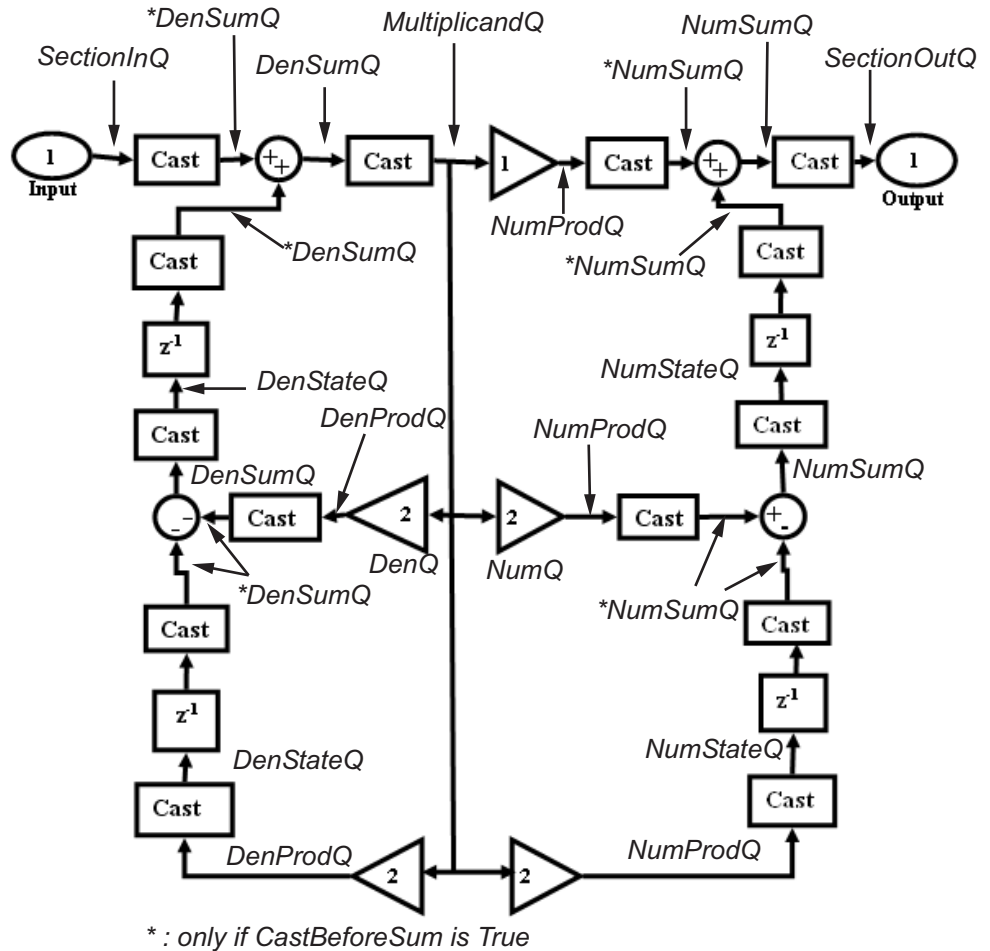 *DenSumQ
MultiplicandQ
NumSumQ
SectionInQ
DenSumQ
*NumSumQ
SectionOutQ
1
Input
Cast
++
Cast
1
Cast
++
Cast
1
Output
NumProdQ
*DenSumQ
*NumSumQ
Cast
Cast
z-1
z-1
DenStateQ
NumStateQ
DenProdQ
NumProdQ
Cast
Cast
DenSumQ
NumSumQ
--
Cast
2
2
Cast
+-
DenQ
NumQ
*DenSumQ
*NumSumQ
Cast
Cast
z-1
z-1
DenStateQ
NumStateQ
Cast
Cast
DenProdQ
2
2
NumProdQ
* : only if CastBeforeSum is True